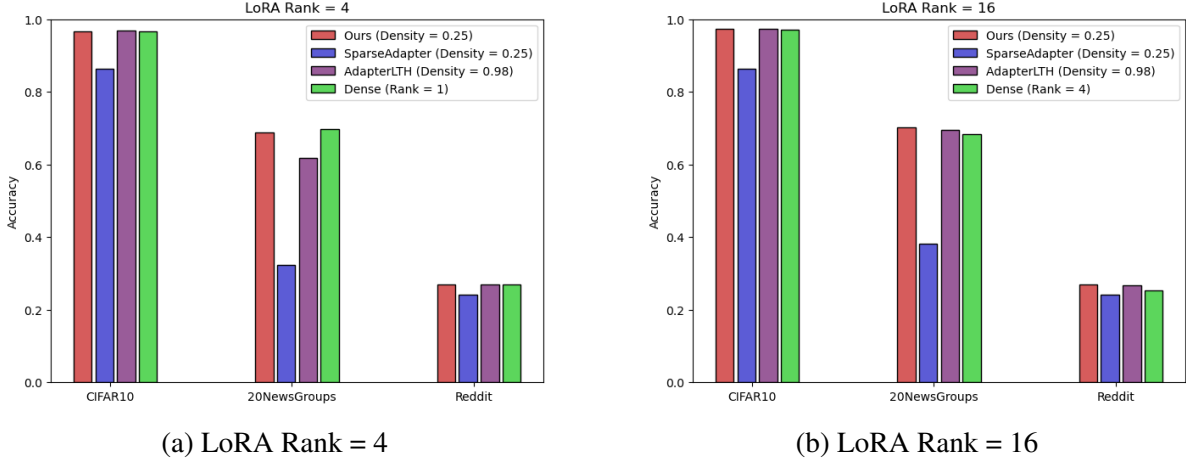 LoRA Rank = 4
Accuracy
1.0
0.8
0.6
0.4
0.2
0.0
Ours (Density = 0.25)
SparseAdapter (Density = 0.25)
AdapterLTH (Density = 0.98)
Dense (Rank = 1)
CIFAR10
20NewsGroups
Reddit
(a) LoRA Rank = 4
LoRA Rank = 16
Accuracy
1.0
0.8
0.6
0.4
0.2
0.0
Ours (Density = 0.25)
SparseAdapter (Density = 0.25)
AdapterLTH (Density = 0.98)
Dense (Rank = 4)
CIFAR10
20NewsGroups
Reddit
(b) LoRA Rank = 16